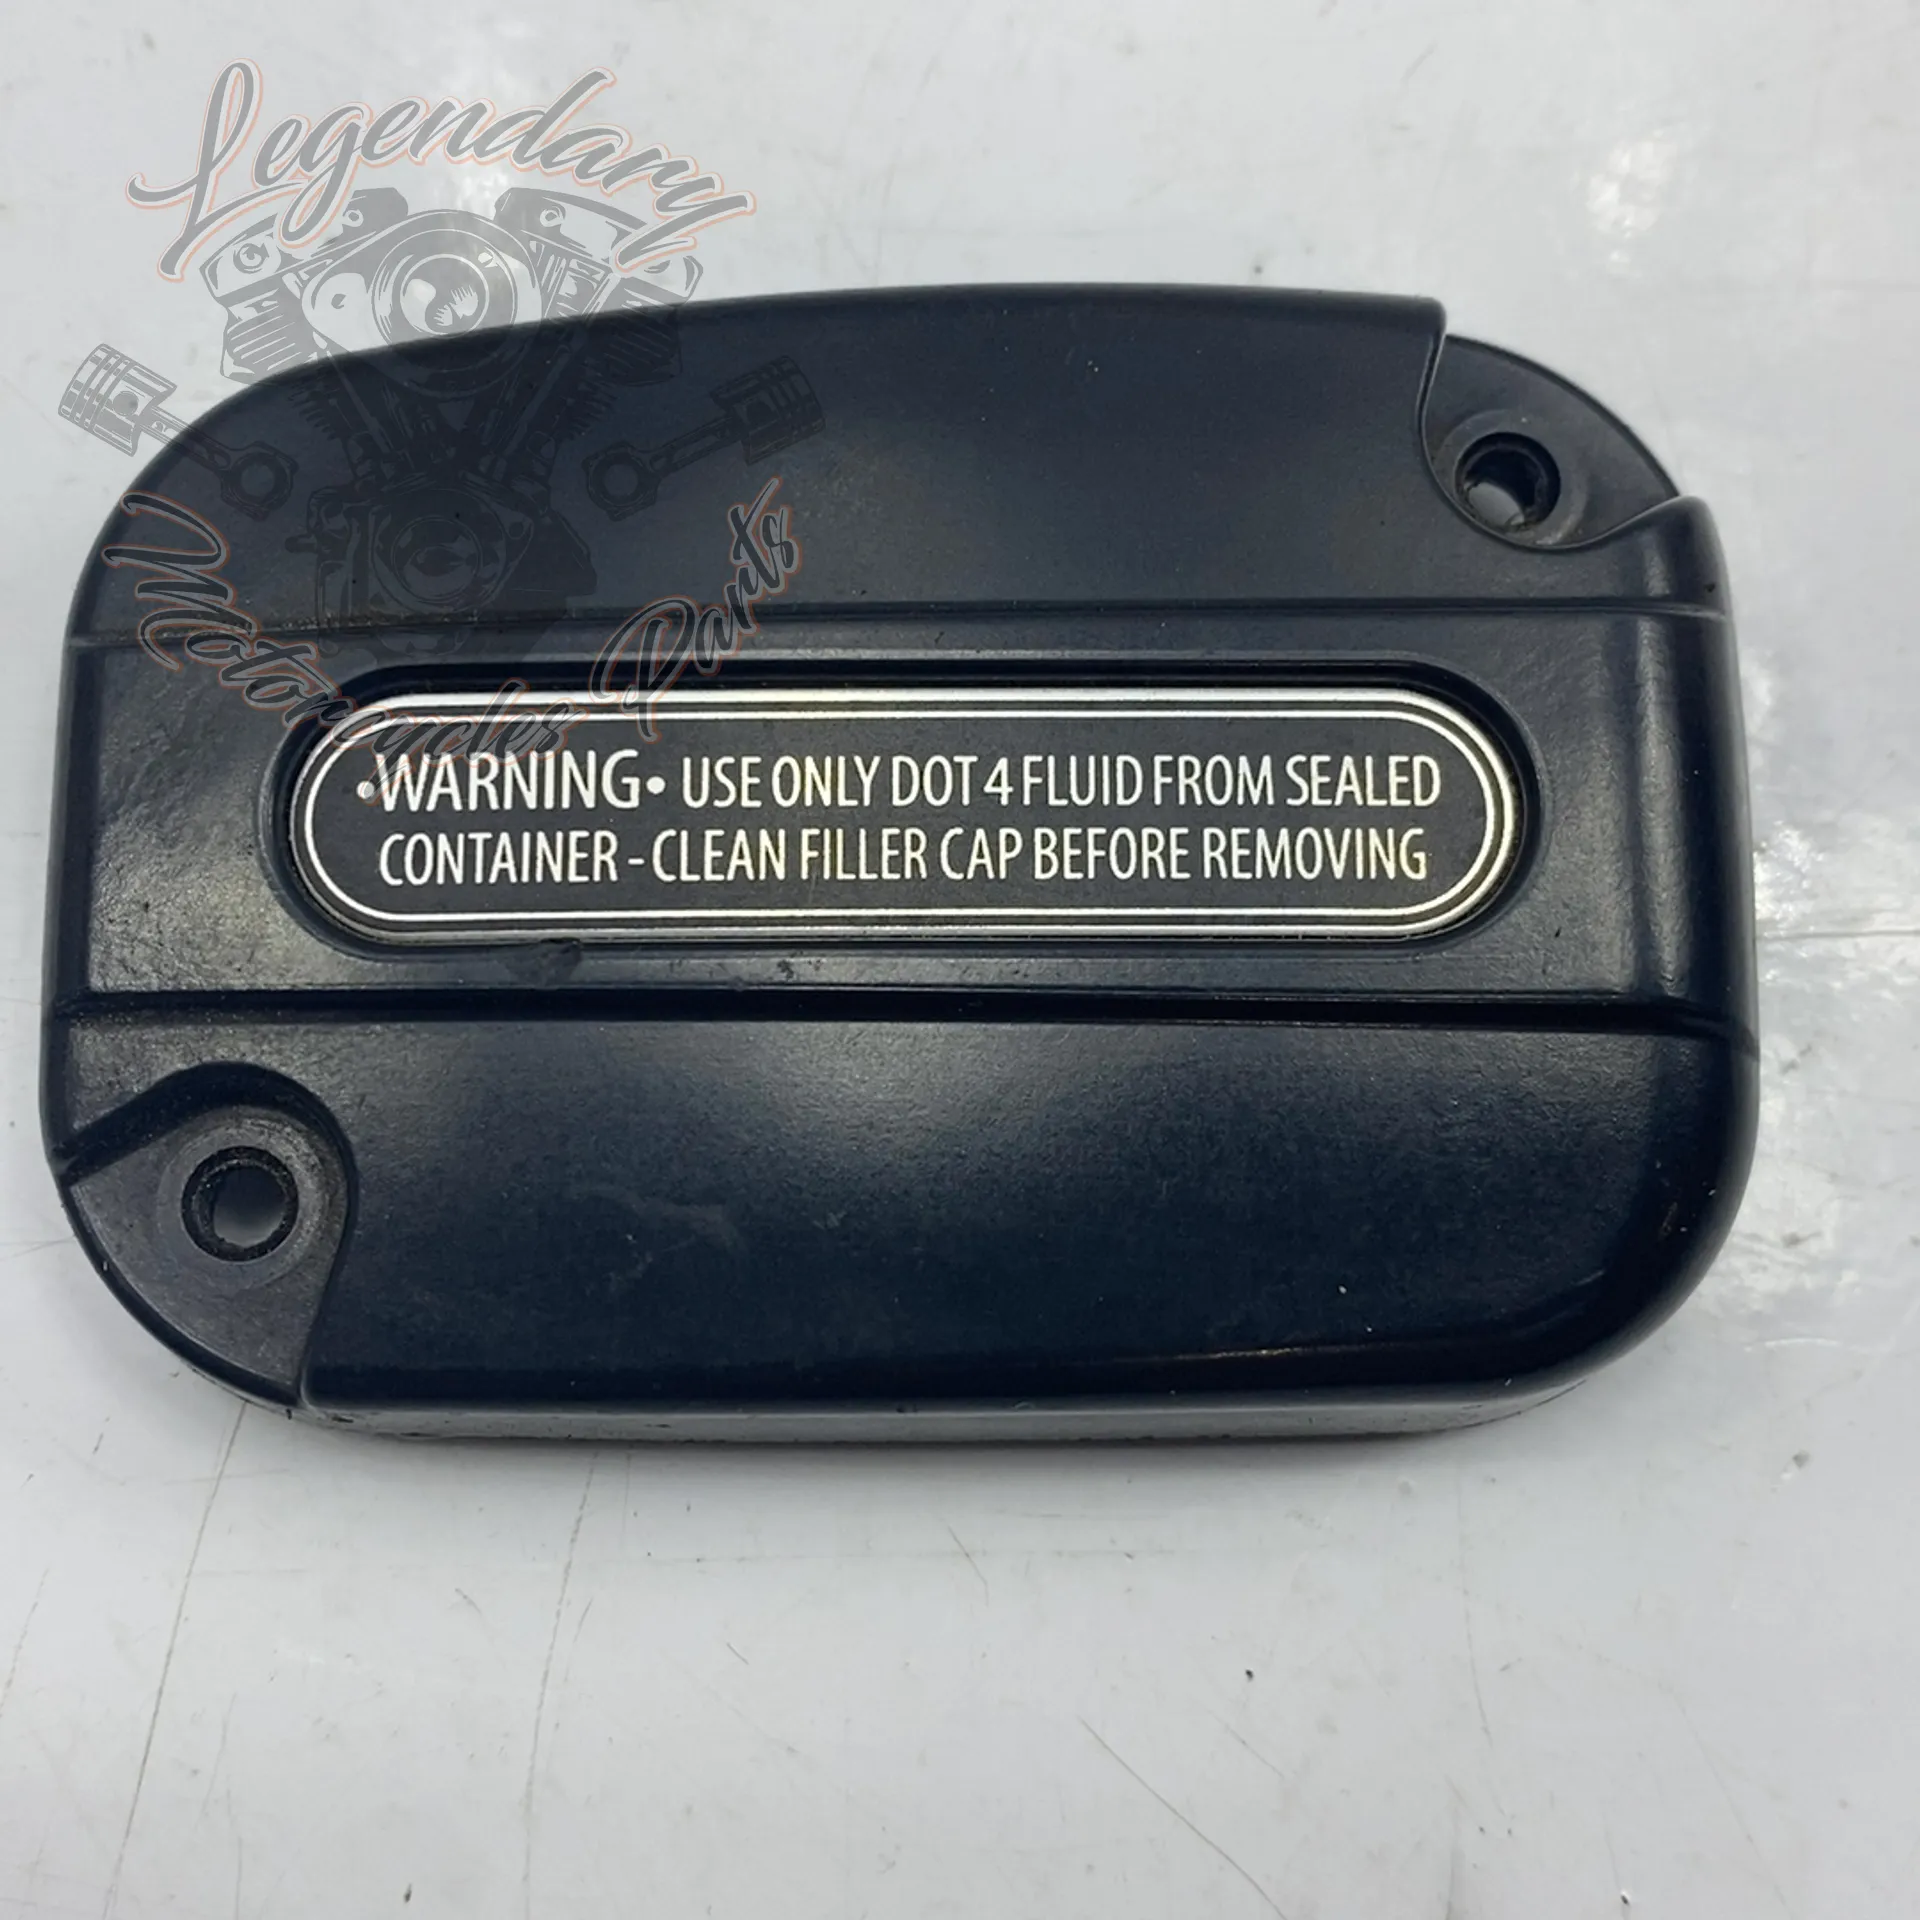 Legendary
Motorcycles Parts
•WARNING• USE ONLY DOT 4 FLUID FROM SEALED
CONTAINER - CLEAN FILLER CAP BEFORE REMOVING